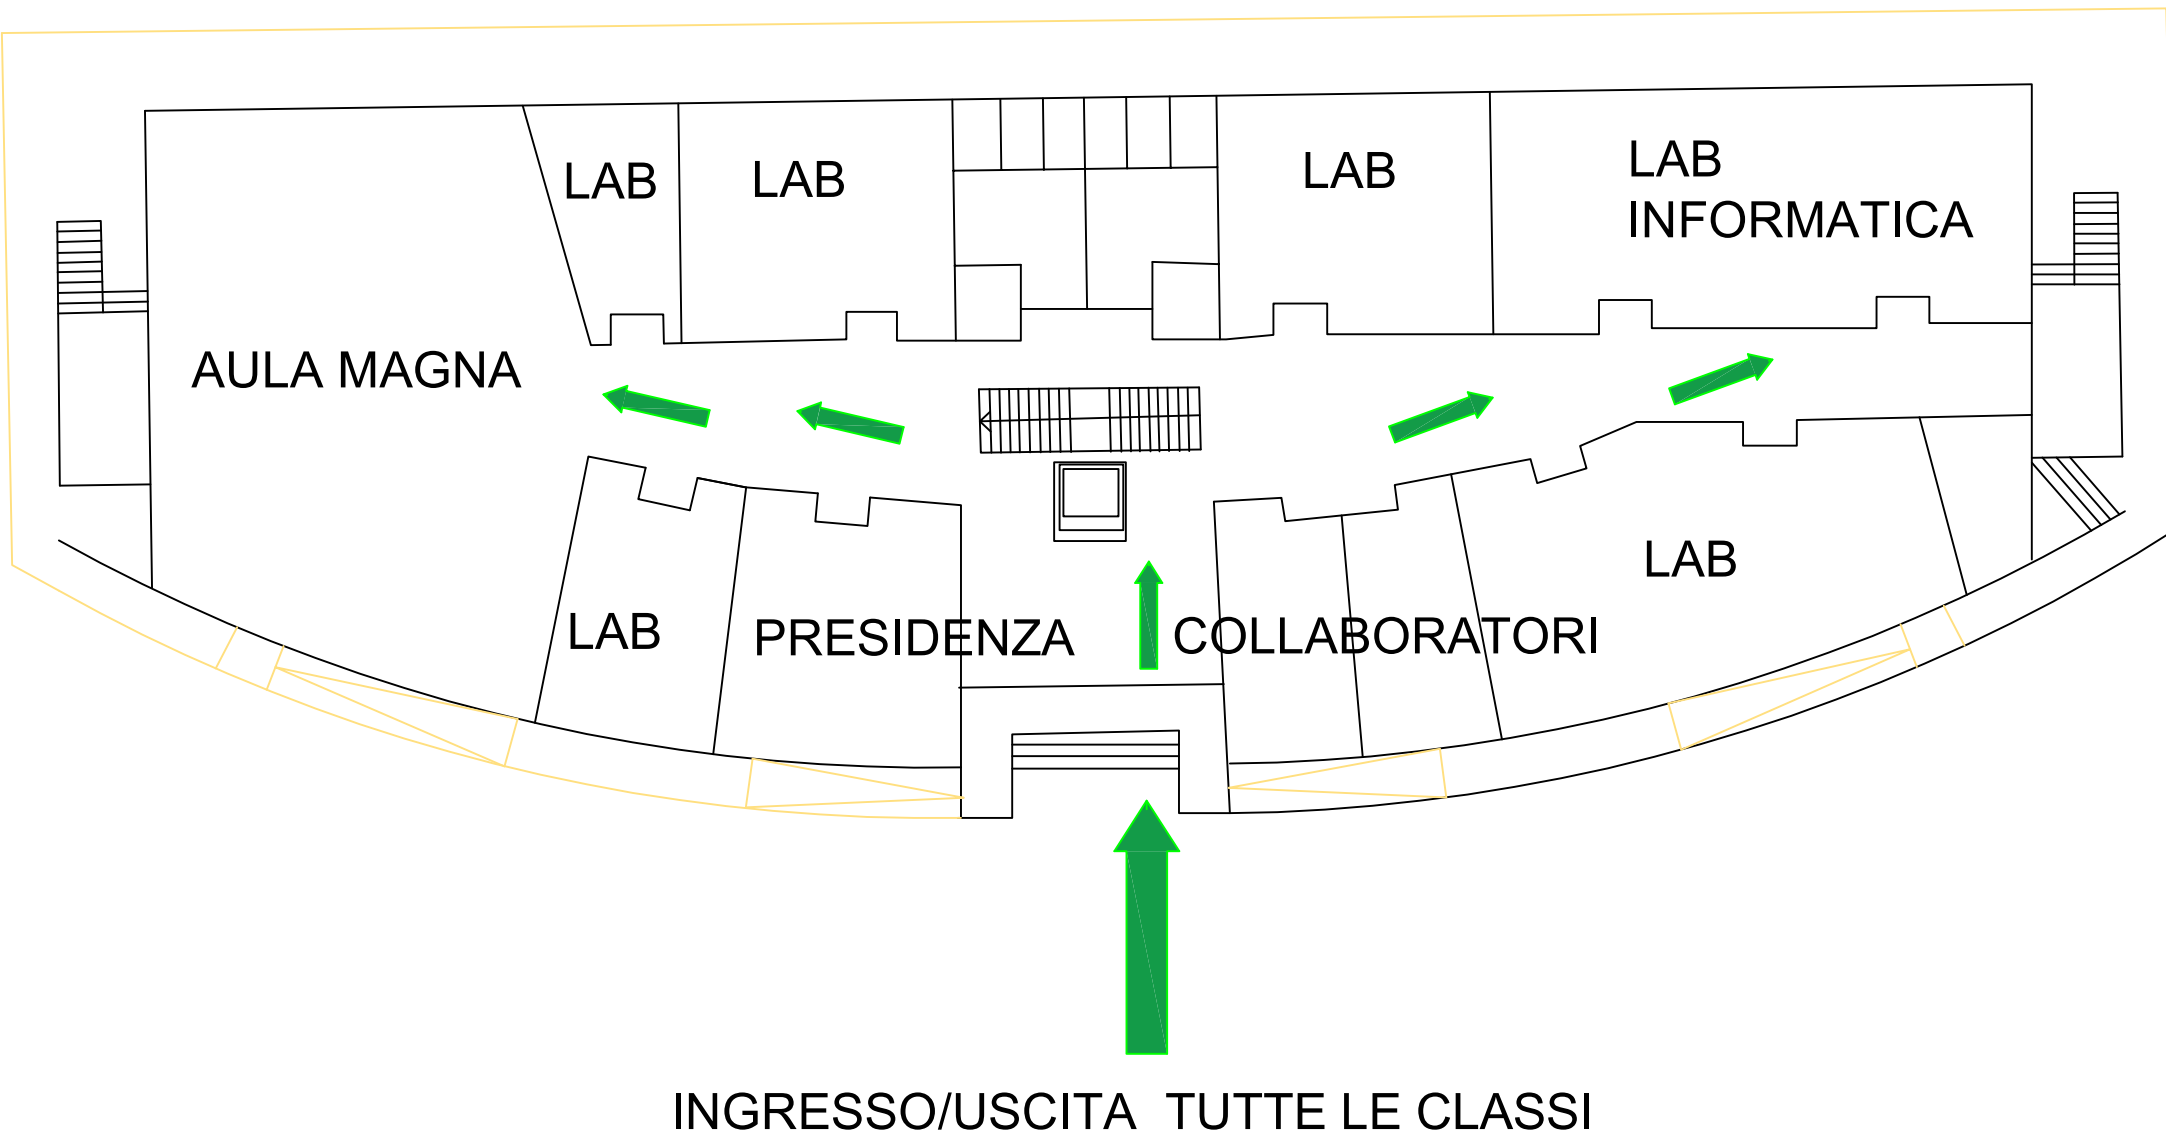 LAB
LAB
LAB
LAB
INFORMATICA
AULA MAGNA
LAB
LAB
PRESIDENZA
COLLABORATORI
INGRESSO/USCITA TUTTE LE CLASSI